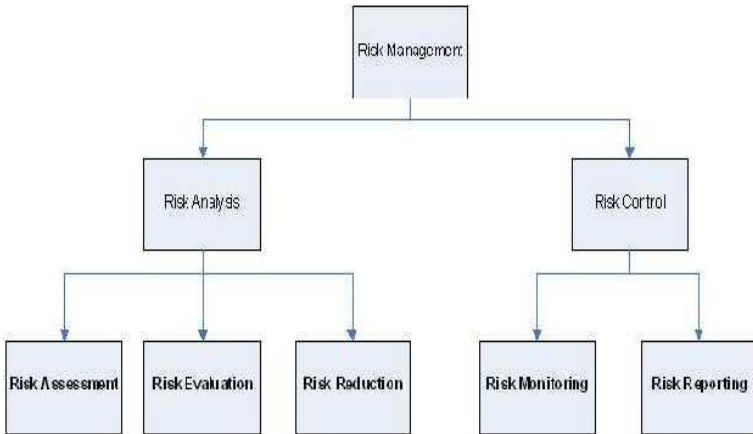 Risk Management
Risk Analysis
Risk Control
Risk Assessment
Risk Evaluation
Risk Reduction
Risk Monitoring
Risk Reporting